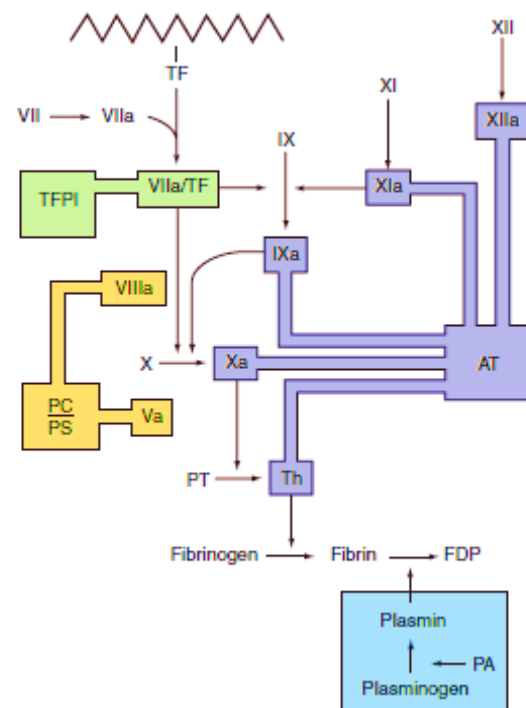 XII
TF
XI
VII
VIIa
XIIa
IX
TFPI
VIIa/TF
XIa
IXa
VIIIa
X
Xa
AT
PC
PS
Va
PT
Th
Fibrinogen
Fibrin
FDP
Plasmin
PA
Plasminogen